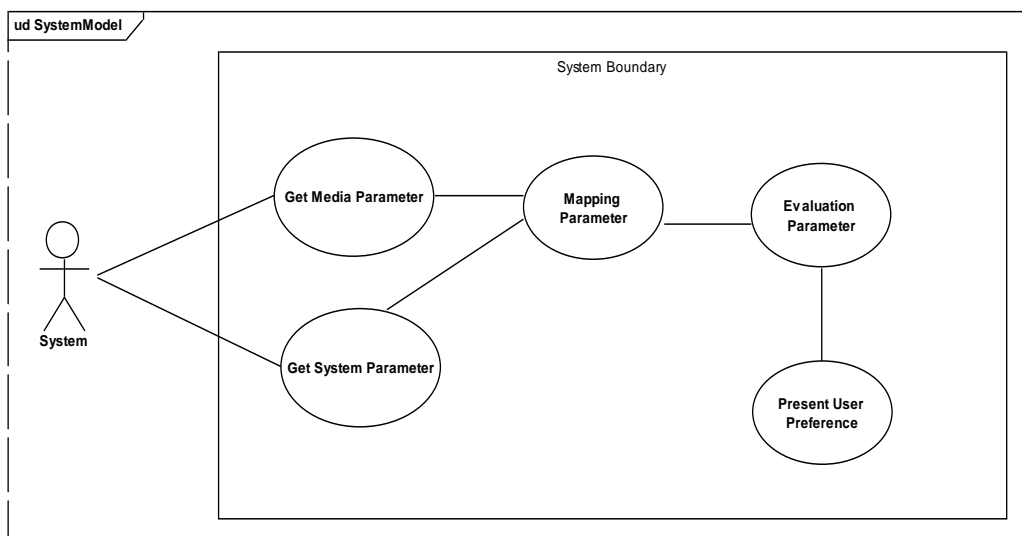 ud SystemModel
System Boundary
Get Media Parameter
Mapping
Parameter
Evaluation
Parameter
System
Get System Parameter
Present User
Preference